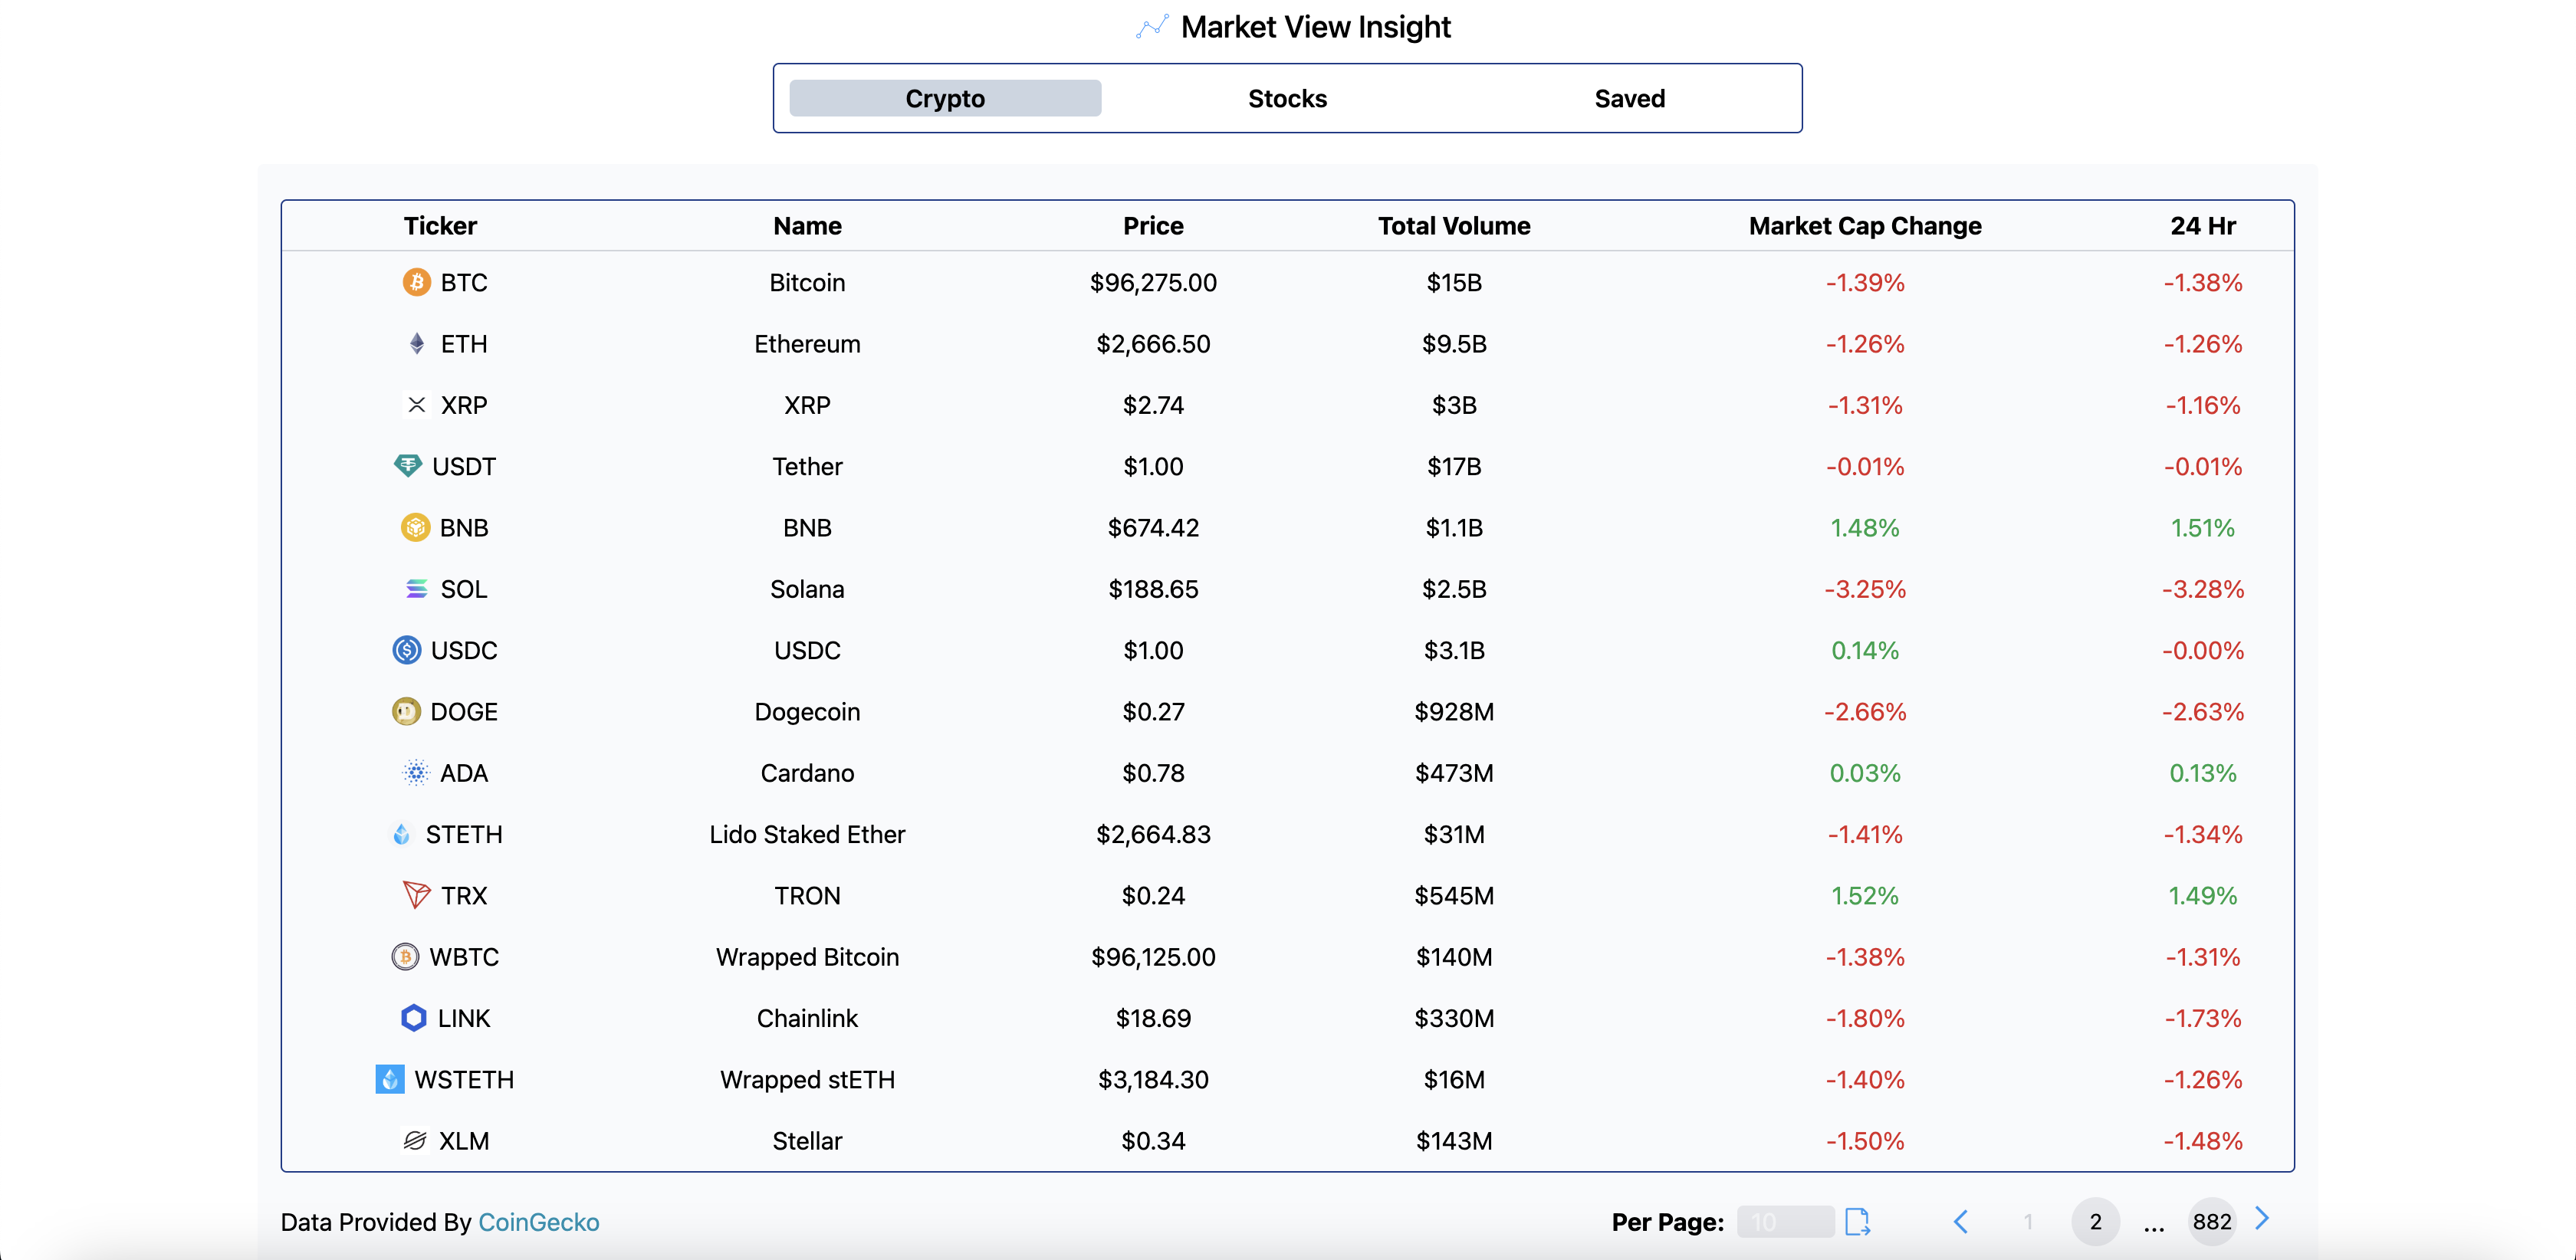 Market View Insight
Crypto Stocks Saved
Ticker Name Price Total Volume Market Cap Change 24 Hr
BTC Bitcoin $96,275.00 $15B -1.39% -1.38%
ETH Ethereum $2,666.50 $9.5B -1.26% -1.26%
XRP XRP $2.74 $3B -1.31% -1.16%
USDT Tether $1.00 $17B -0.01% -0.01%
BNB BNB $674.42 $1.1B 1.48% 1.51%
SOL Solana $188.65 $2.5B -3.25% -3.28%
USDC USDC $1.00 $3.1B 0.14% -0.00%
DOGE Dogecoin $0.27 $928M -2.66% -2.63%
ADA Cardano $0.78 $473M 0.03% 0.13%
STETH Lido Staked Ether $2,664.83 $31M -1.41% -1.34%
TRX TRON $0.24 $545M 1.52% 1.49%
WBTC Wrapped Bitcoin $96,125.00 $140M -1.38% -1.31%
LINK Chainlink $18.69 $330M -1.80% -1.73%
WSTETH Wrapped stETH $3,184.30 $16M -1.40% -1.26%
XLM Stellar $0.34 $143M -1.50% -1.48%
Data Provided By CoinGecko Per Page: 10 1 2 ... 882